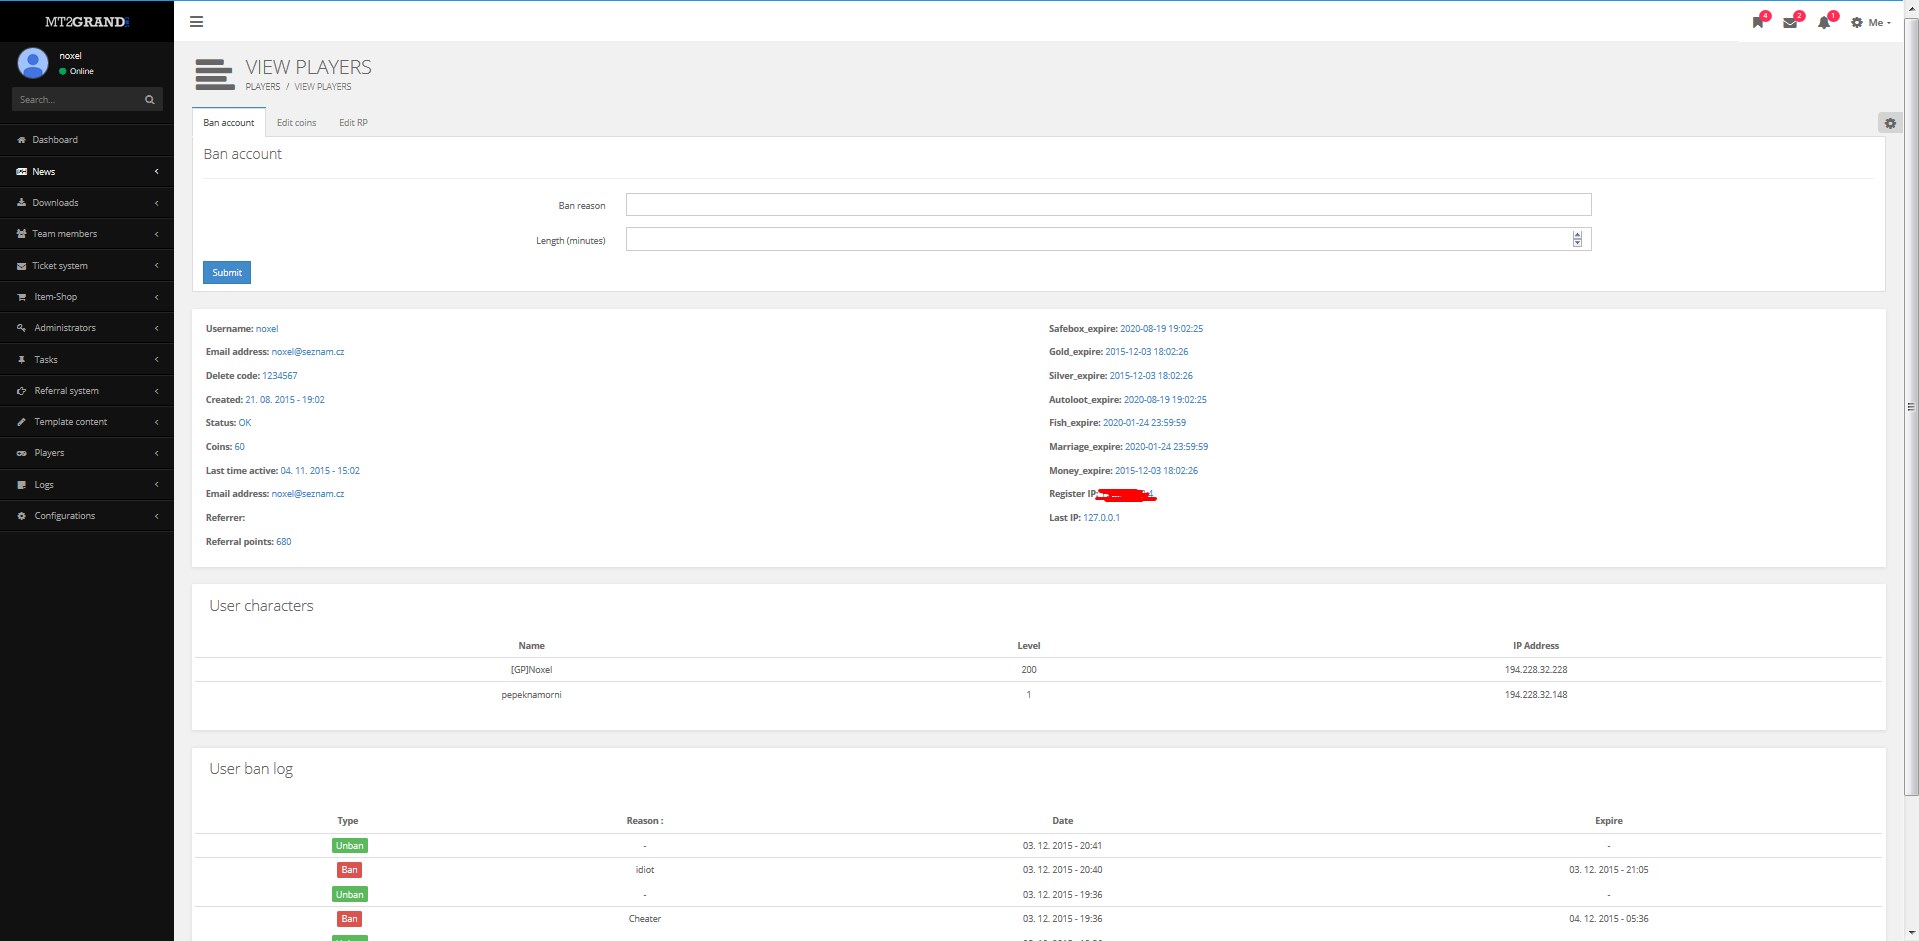 MT2GRAND
4 2 1 Me
noxel
Online
Search...
Dashboard
News
Downloads
Team members
Ticket system
Item-Shop
Administrators
Tasks
Referral system
Template content
Players
Logs
Configurations
VIEW PLAYERS
PLAYERS / VIEW PLAYERS
Ban account Edit coins Edit RP
Ban account
Ban reason
Length (minutes)
Submit
Username: noxel
Email address: noxel@seznam.cz
Delete code: 1234567
Created: 21. 08. 2015 - 19:02
Status: OK
Coins: 60
Last time active: 04. 11. 2015 - 15:02
Email address: noxel@seznam.cz
Referrer:
Referral points: 680
Safebox_expire: 2020-08-19 19:02:25
Gold_expire: 2015-12-03 18:02:26
Silver_expire: 2015-12-03 18:02:26
Autoloot_expire: 2020-08-19 19:02:25
Fish_expire: 2020-01-24 23:59:59
Marriage_expire: 2020-01-24 23:59:59
Money_expire: 2015-12-03 18:02:26
Register IP:
Last IP: 127.0.0.1
User characters
Name Level IP Address
[GP]Noxel 200 194.228.32.228
pepeknamorni 1 194.228.32.148
User ban log
Type Reason : Date Expire
Unban - 03. 12. 2015 - 20:41 -
Ban idiot 03. 12. 2015 - 20:40 03. 12. 2015 - 21:05
Unban - 03. 12. 2015 - 19:36 -
Ban Cheater 03. 12. 2015 - 19:36 04. 12. 2015 - 05:36